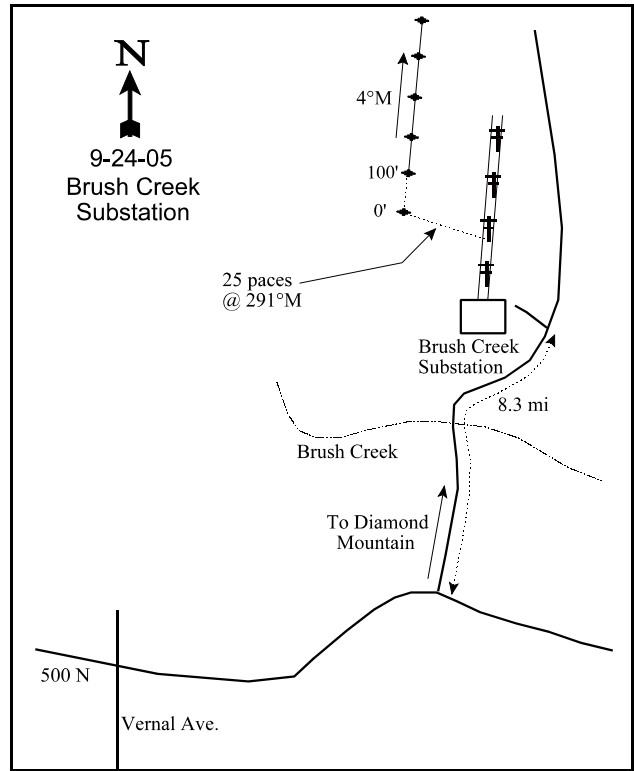 N
9-24-05
Brush Creek
Substation
4°M
100'
0'
25 paces
@ 291°M
Brush Creek
Substation
8.3 mi
Brush Creek
To Diamond
Mountain
500 N
Vernal Ave.